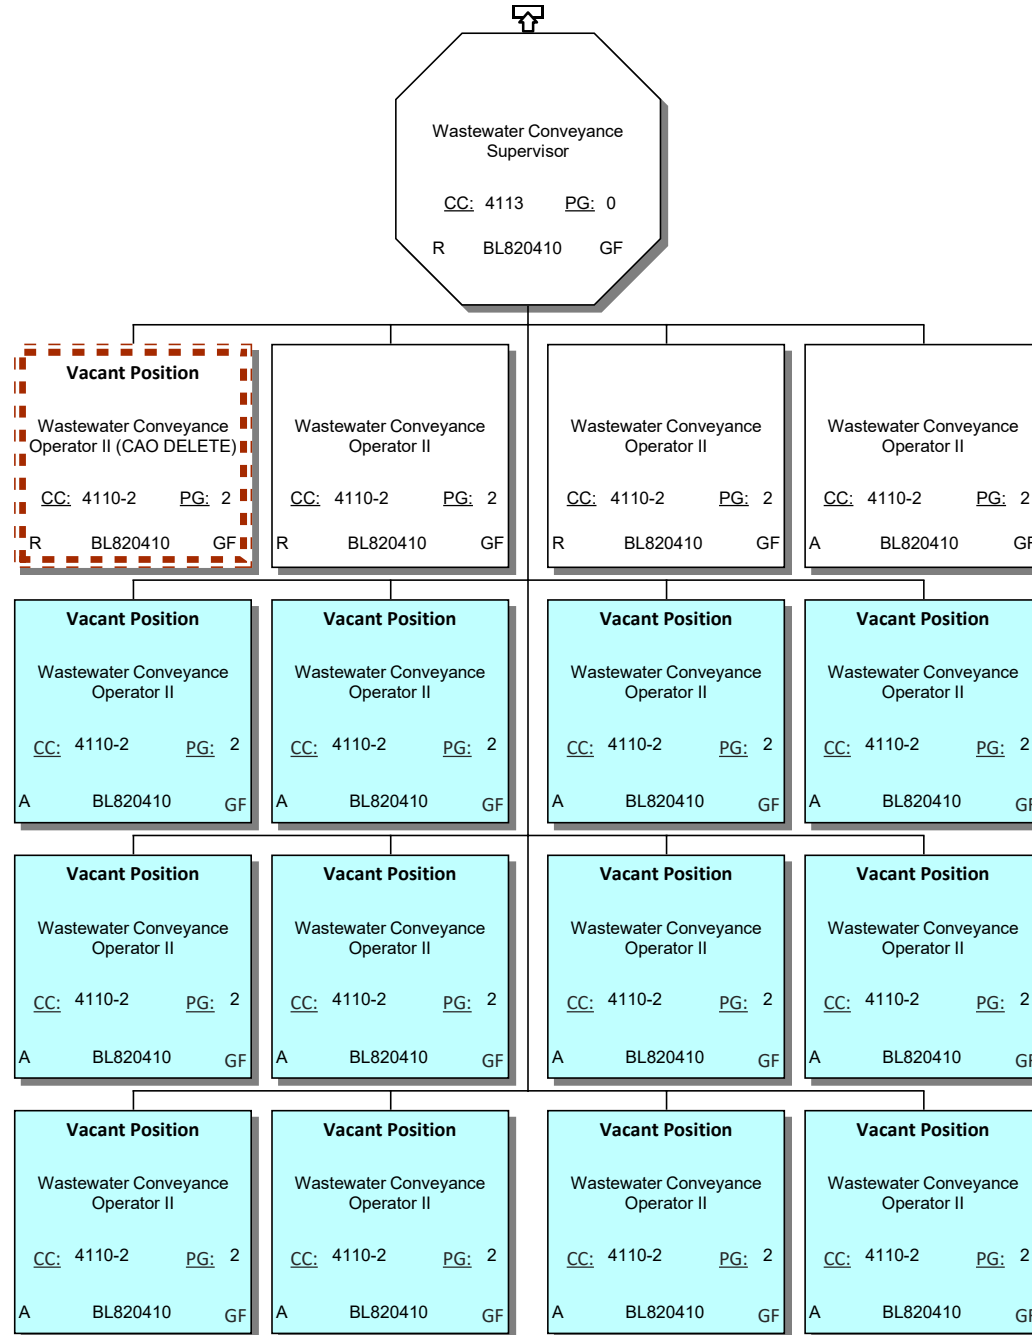 Wastewater Conveyance
Supervisor
CC: 4113 PG: 0
R BL820410 GF
Vacant Position
Wastewater Conveyance
Operator II (CAO DELETE)
CC: 4110-2 PG: 2
R BL820410 GF
Wastewater Conveyance
Operator II
CC: 4110-2 PG: 2
R BL820410 GF
Wastewater Conveyance
Operator II
CC: 4110-2 PG: 2
R BL820410 GF
Wastewater Conveyance
Operator II
CC: 4110-2 PG: 2
A BL820410 GF
Vacant Position
Wastewater Conveyance
Operator II
CC: 4110-2 PG: 2
A BL820410 GF
Vacant Position
Wastewater Conveyance
Operator II
CC: 4110-2 PG: 2
A BL820410 GF
Vacant Position
Wastewater Conveyance
Operator II
CC: 4110-2 PG: 2
A BL820410 GF
Vacant Position
Wastewater Conveyance
Operator II
CC: 4110-2 PG: 2
A BL820410 GF
Vacant Position
Wastewater Conveyance
Operator II
CC: 4110-2 PG: 2
A BL820410 GF
Vacant Position
Wastewater Conveyance
Operator II
CC: 4110-2 PG: 2
A BL820410 GF
Vacant Position
Wastewater Conveyance
Operator II
CC: 4110-2 PG: 2
A BL820410 GF
Vacant Position
Wastewater Conveyance
Operator II
CC: 4110-2 PG: 2
A BL820410 GF
Vacant Position
Wastewater Conveyance
Operator II
CC: 4110-2 PG: 2
A BL820410 GF
Vacant Position
Wastewater Conveyance
Operator II
CC: 4110-2 PG: 2
A BL820410 GF
Vacant Position
Wastewater Conveyance
Operator II
CC: 4110-2 PG: 2
A BL820410 GF
Vacant Position
Wastewater Conveyance
Operator II
CC: 4110-2 PG: 2
A BL820410 GF